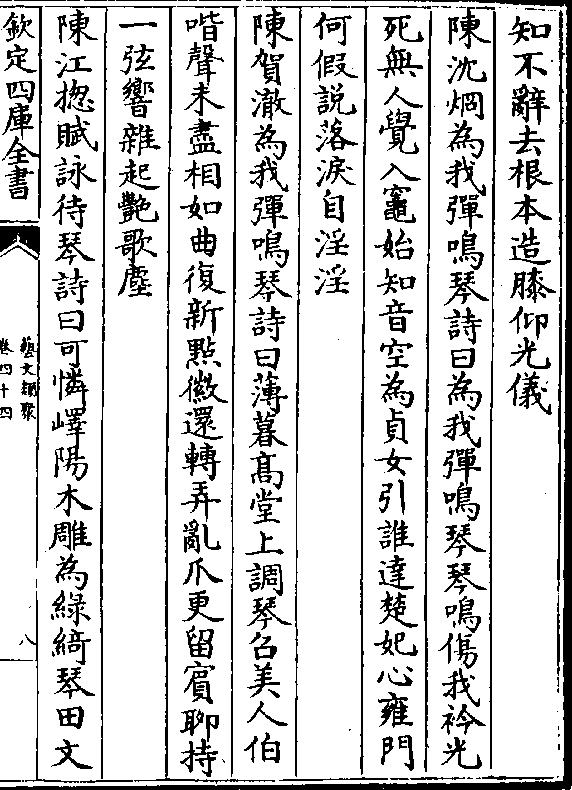 知不辭去根本造膝仰光儀
陳沈烱為我彈鳴琴詩曰為我彈鳴琴琴鳴傷我衿光
死無人覺入竈始知音空為貞女引誰達楚妃心雍門
何假説落淚自淫淫
陳賀澈為我彈鳴琴詩曰薄暮髙堂上調琴召美人伯
喈聲未盡相如曲復新點徽還轉弄亂爪更留賔聊持
一弦響雜起艶歌塵
陳江揔賦詠待琴詩曰可憐嶧陽木雕為緑綺琴田文
欽定四庫全書
藝文類聚
卷四十四
八